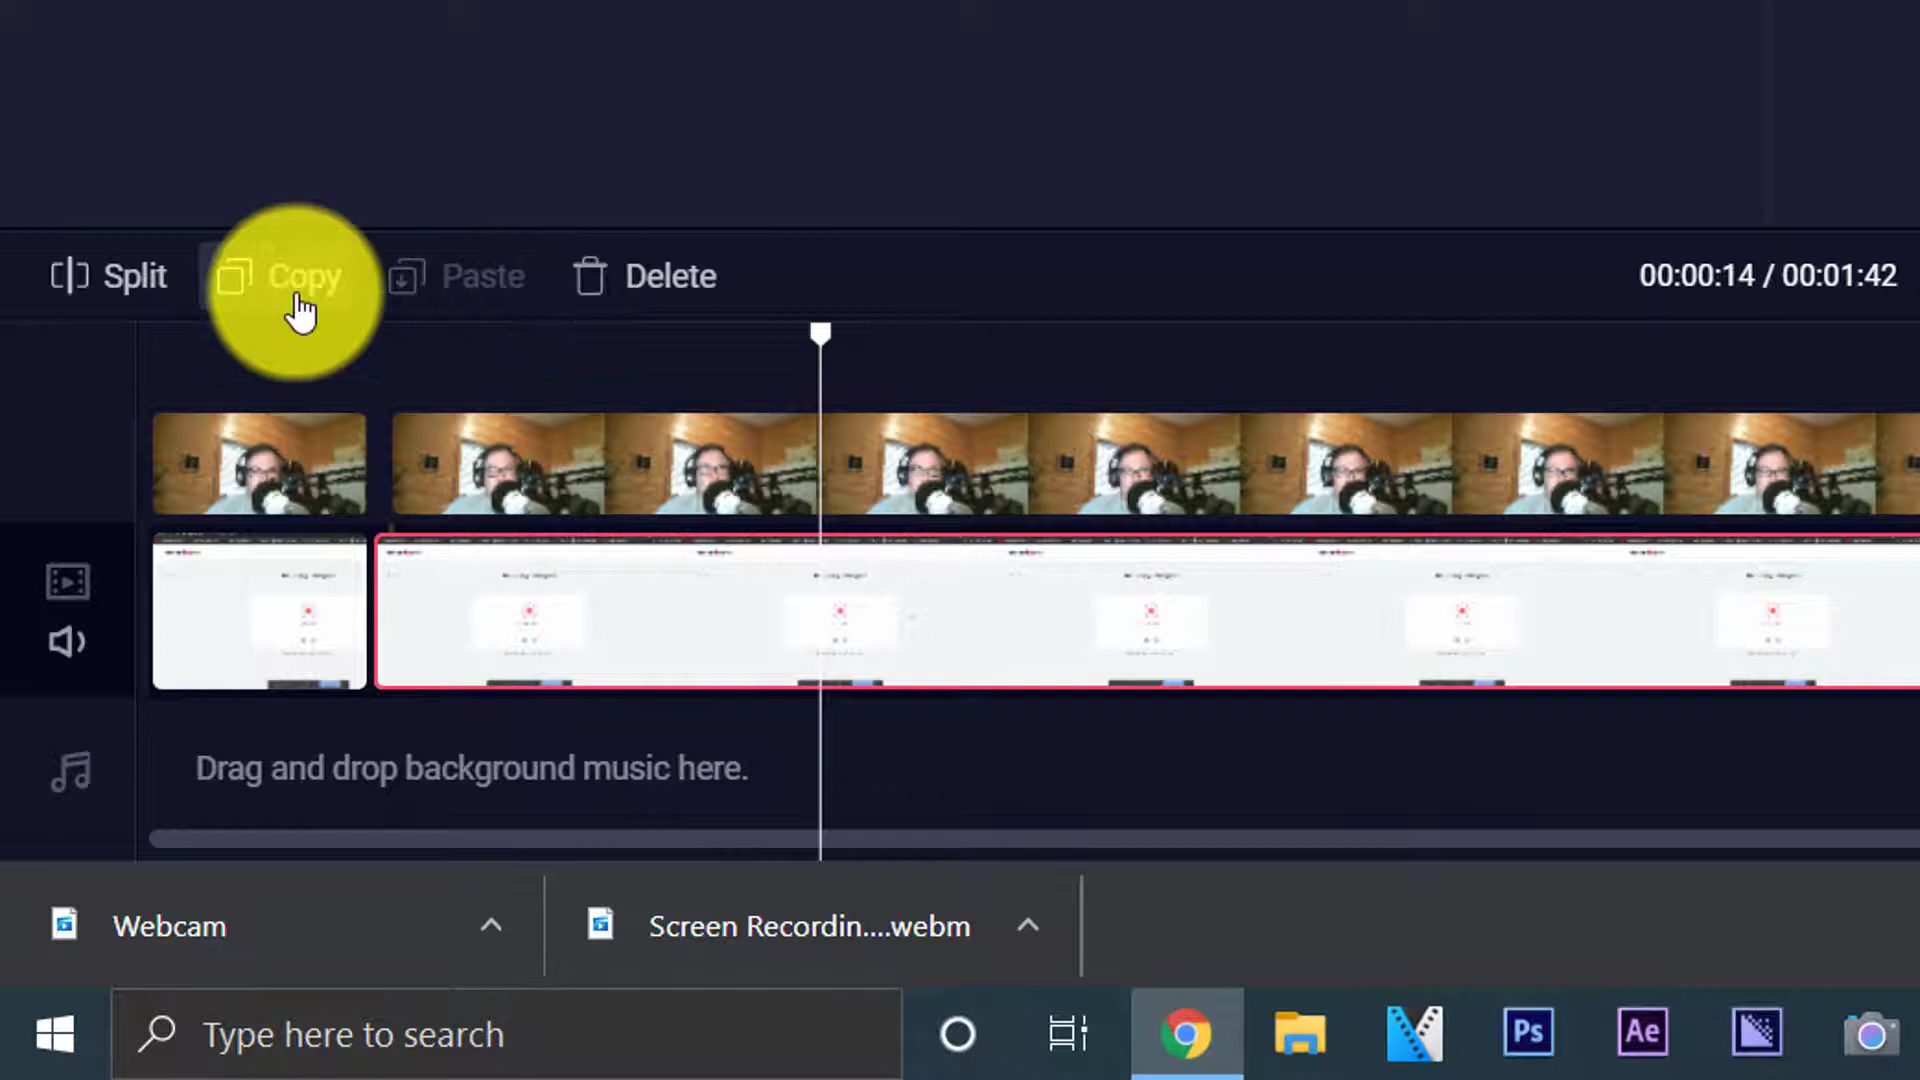 Split Copy Paste Delete 00:00:14 / 00:01:42
Drag and drop background music here.
Webcam Screen Recordin....webm
Type here to search Ps Ae